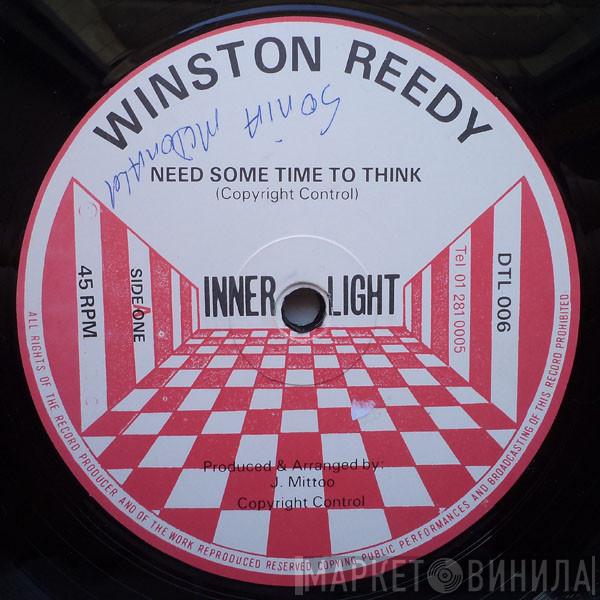 WINSTON REEDY
SONIA McDonald
NEED SOME TIME TO THINK
(Copyright Control)
INNER LIGHT
45 RPM
SIDE ONE
Tel 01 281 0005
DTL 006
Produced & Arranged by:
J. Mittoo
Copyright Control
ALL RIGHTS OF THE RECORD PRODUCER AND OF THE WORK REPRODUCED RESERVED. COPYING PUBLIC PERFORMANCES AND BROADCASTING OF THIS RECORD PROHIBITED.
МАРКЕТ ВИНИЛА